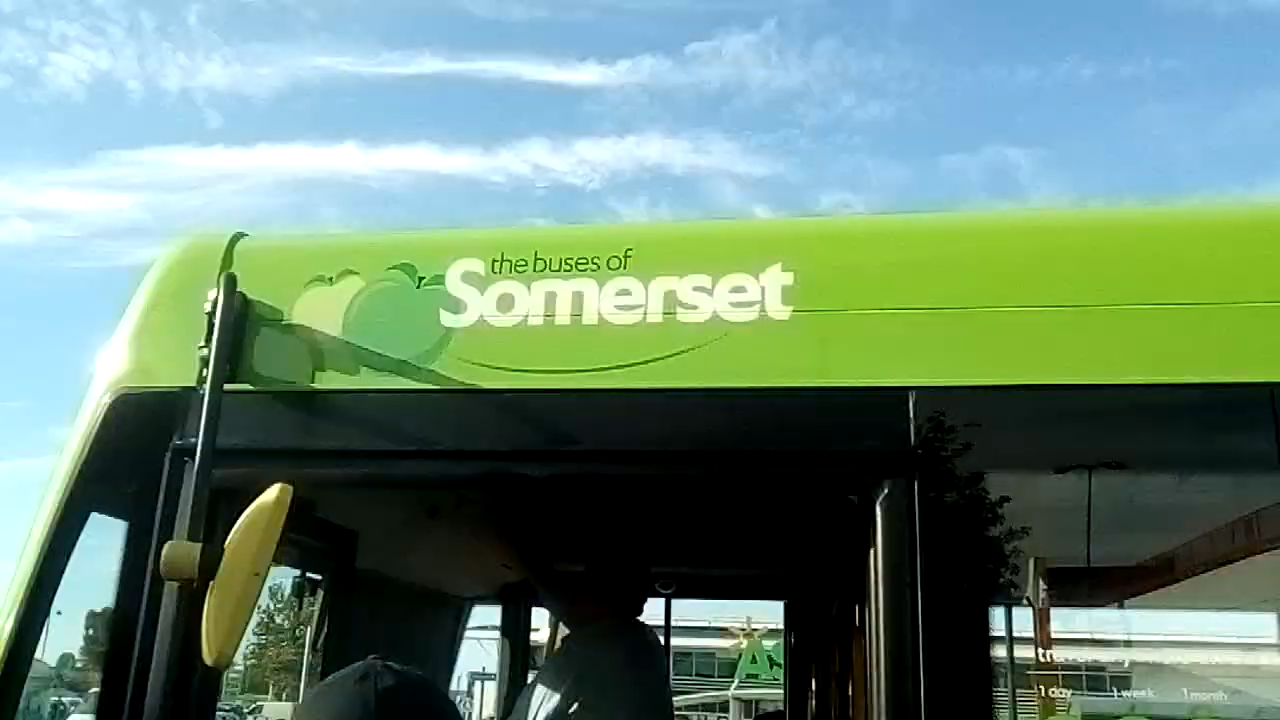 the buses of
Somerset
1 day 1 week 1 month